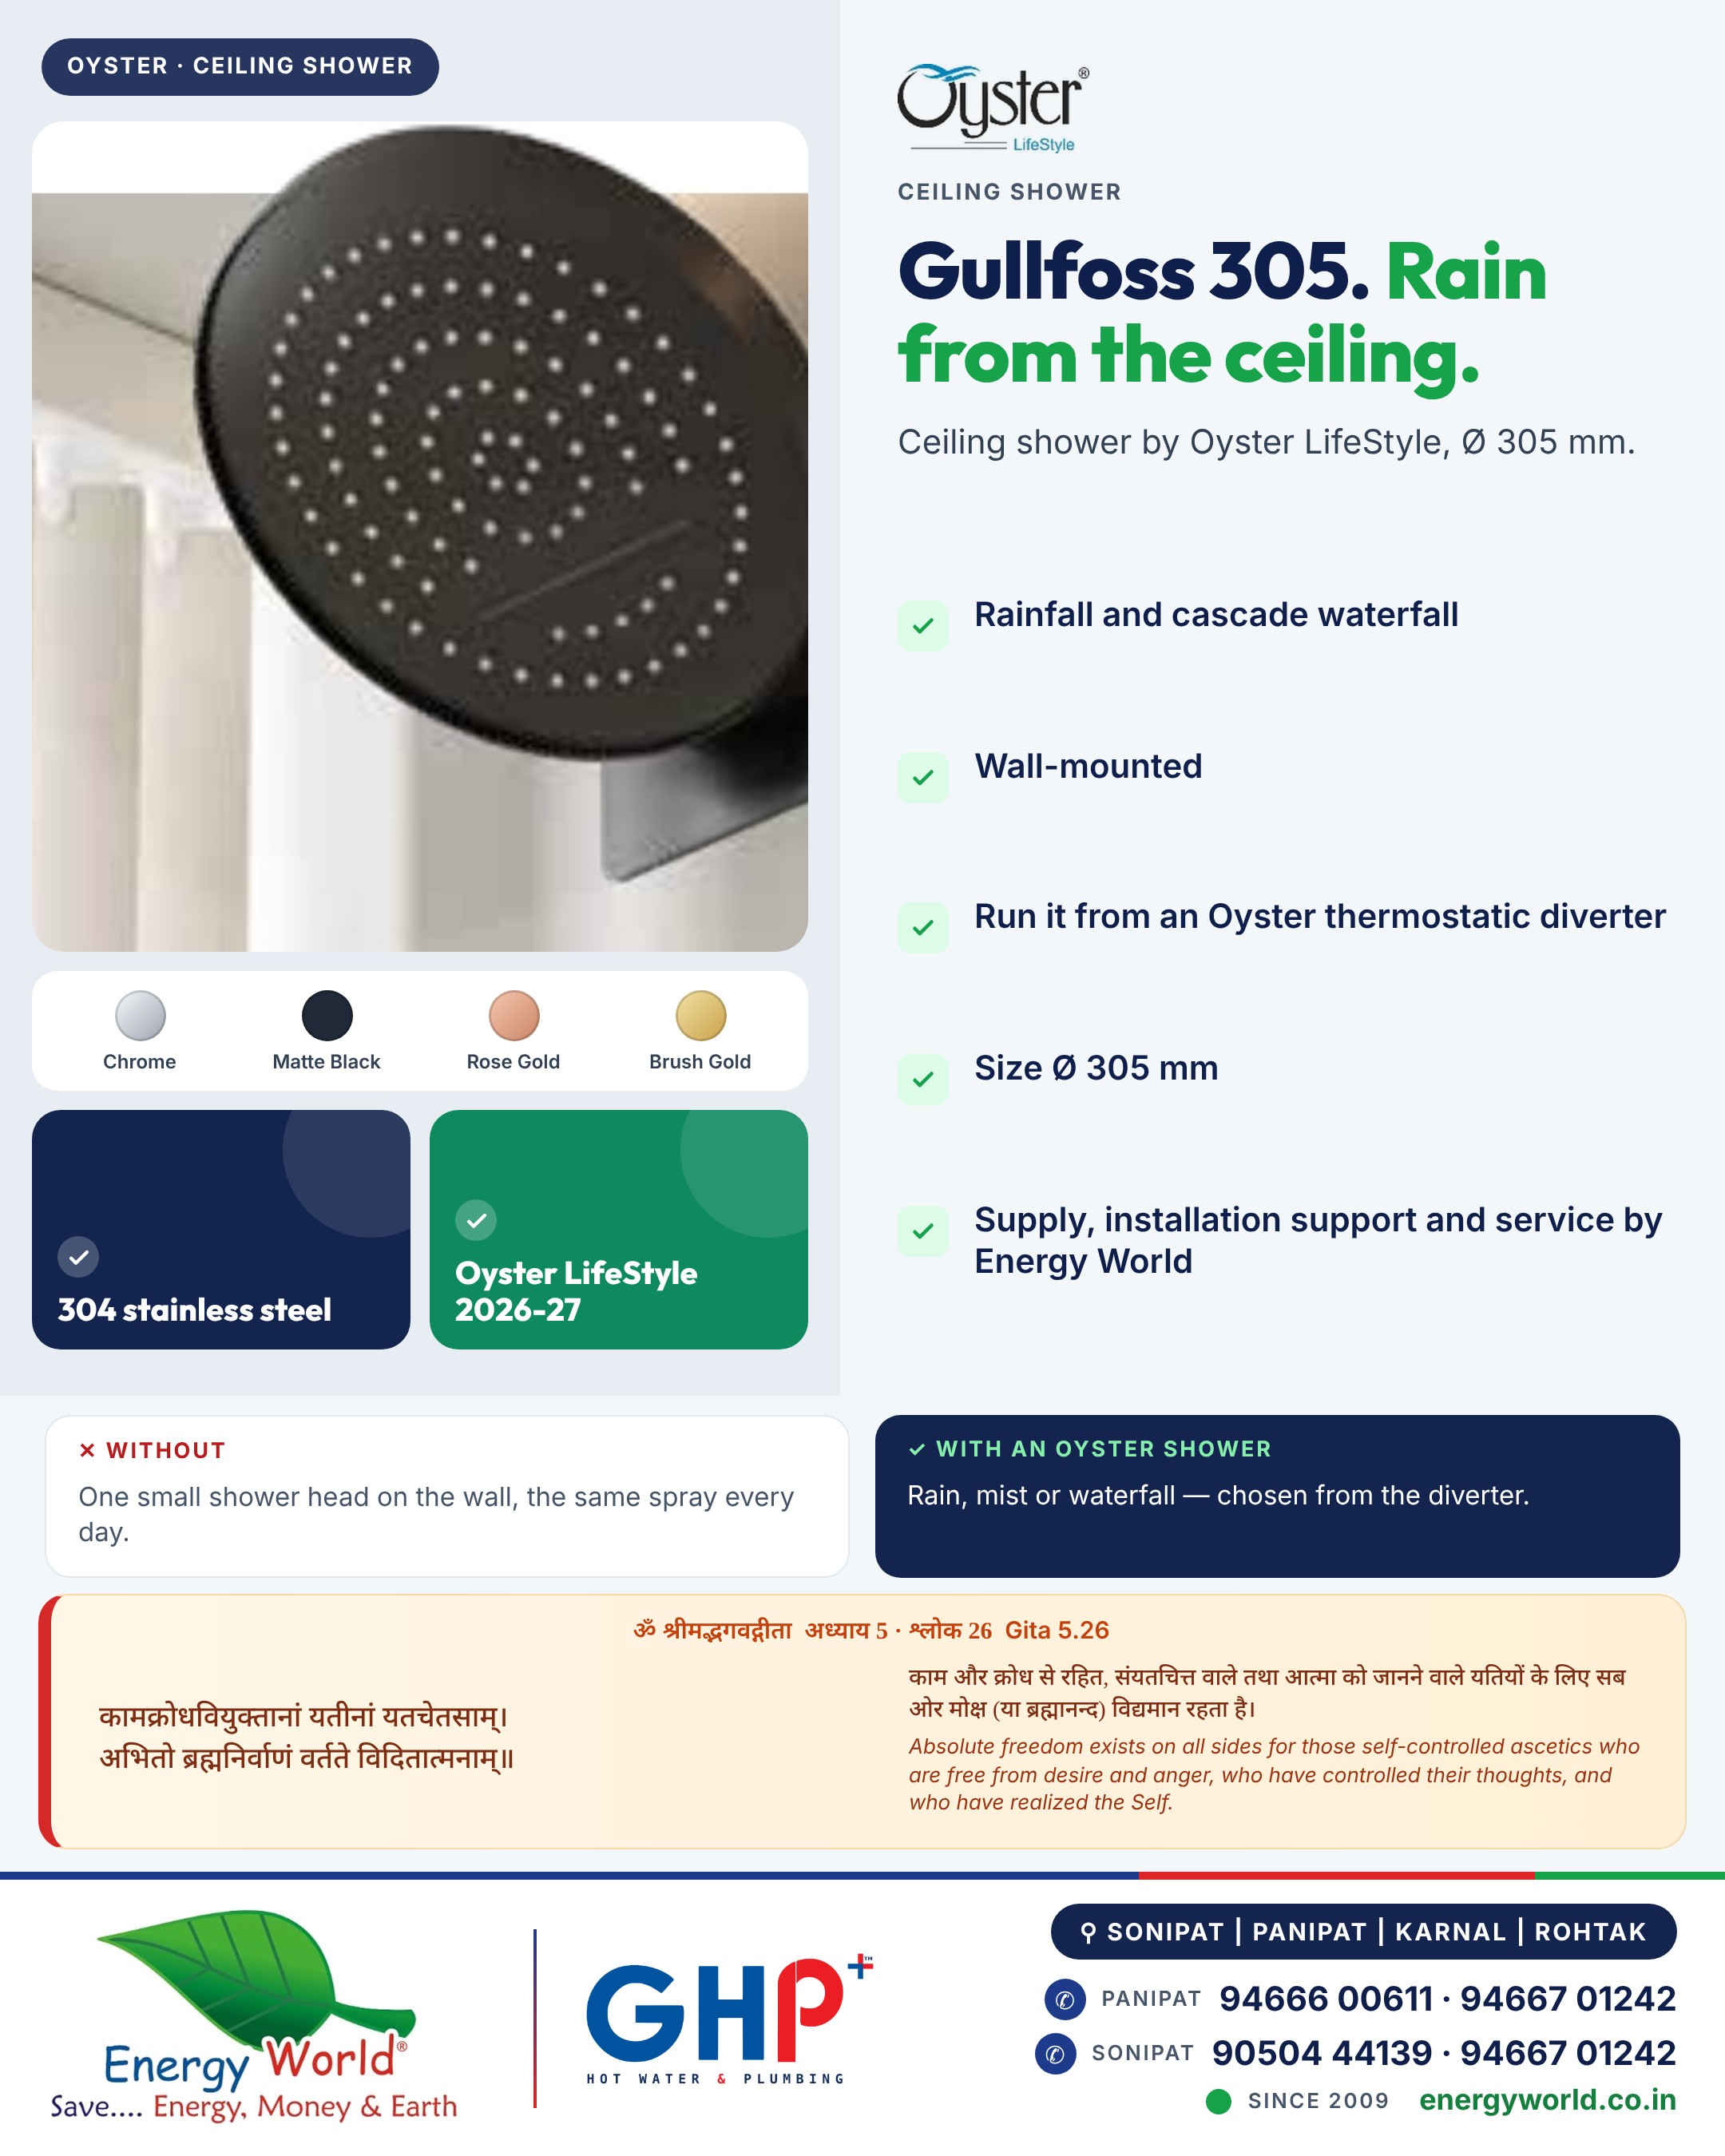 OYSTER · CEILING SHOWER
Oyster®
LifeStyle
CEILING SHOWER
Gullfoss 305. Rain
from the ceiling.
Ceiling shower by Oyster LifeStyle, Ø 305 mm.
Rainfall and cascade waterfall
Wall-mounted
Run it from an Oyster thermostatic diverter
Size Ø 305 mm
Supply, installation support and service by
Energy World
Chrome
Matte Black
Rose Gold
Brush Gold
304 stainless steel
Oyster LifeStyle
2026-27
✕ WITHOUT
One small shower head on the wall, the same spray every
day.
✓ WITH AN OYSTER SHOWER
Rain, mist or waterfall — chosen from the diverter.
ॐ श्रीमद्भगवद्गीता अध्याय 5 · श्लोक 26 Gita 5.26
कामक्रोधवियुक्तानां यतीनां यतचेतसाम्।
अभितो ब्रह्मनिर्वाणं वर्तते विदितात्मनाम्॥
काम और क्रोध से रहित, संयतचित्त वाले तथा आत्मा को जानने वाले यतियों के लिए सब
ओर मोक्ष (या ब्रह्मानन्द) विद्यमान रहता है।
Absolute freedom exists on all sides for those self-controlled ascetics who
are free from desire and anger, who have controlled their thoughts, and
who have realized the Self.
Energy World®
Save.... Energy, Money & Earth
GHP+™
HOT WATER & PLUMBING
SONIPAT | PANIPAT | KARNAL | ROHTAK
PANIPAT 94666 00611 · 94667 01242
SONIPAT 90504 44139 · 94667 01242
SINCE 2009 energyworld.co.in